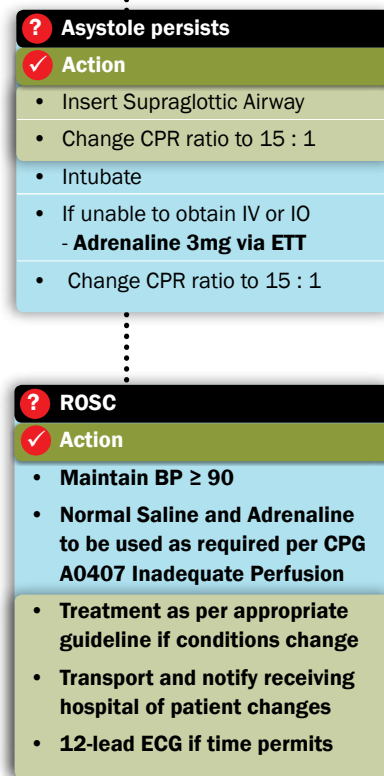 ? Asystole persists
✓ Action
• Insert Supraglottic Airway
• Change CPR ratio to 15 : 1
• Intubate
• If unable to obtain IV or IO
- Adrenaline 3mg via ETT
• Change CPR ratio to 15 : 1
? ROSC
✓ Action
• Maintain BP ≥ 90
• Normal Saline and Adrenaline
to be used as required per CPG
A0407 Inadequate Perfusion
• Treatment as per appropriate
guideline if conditions change
• Transport and notify receiving
hospital of patient changes
• 12-lead ECG if time permits